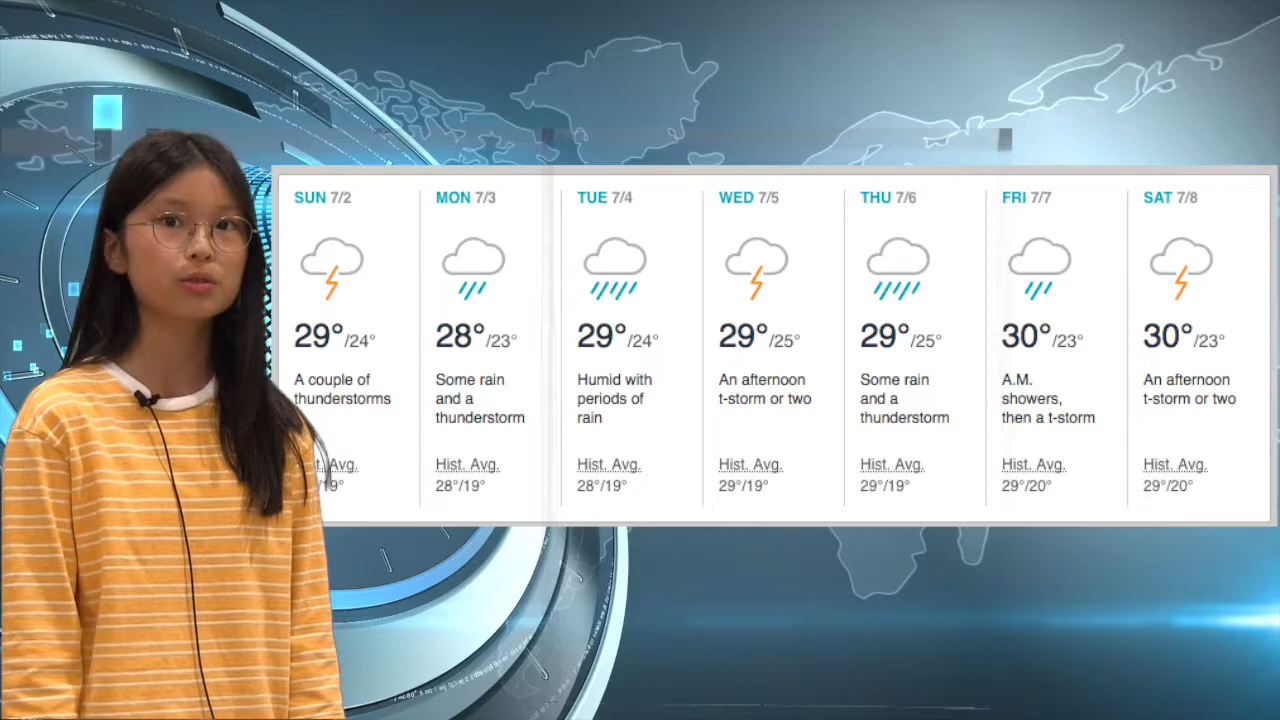 SUN 7/2
29°/24°
A couple of
thunderstorms
Avg.
MON 7/3
28°/23°
Some rain
and a
thunderstorm
Hist. Avg.
28°/19°
TUE 7/4
29°/24°
Humid with
periods of
rain
Hist. Avg.
28°/19°
WED 7/5
29°/25°
An afternoon
t-storm or two
Hist. Avg.
29°/19°
THU 7/6
29°/25°
Some rain
and a
thunderstorm
Hist. Avg.
29°/19°
FRI 7/7
30°/23°
A.M.
showers,
then a t-storm
Hist. Avg.
29°/20°
SAT 7/8
30°/23°
An afternoon
t-storm or two
Hist. Avg.
29°/20°